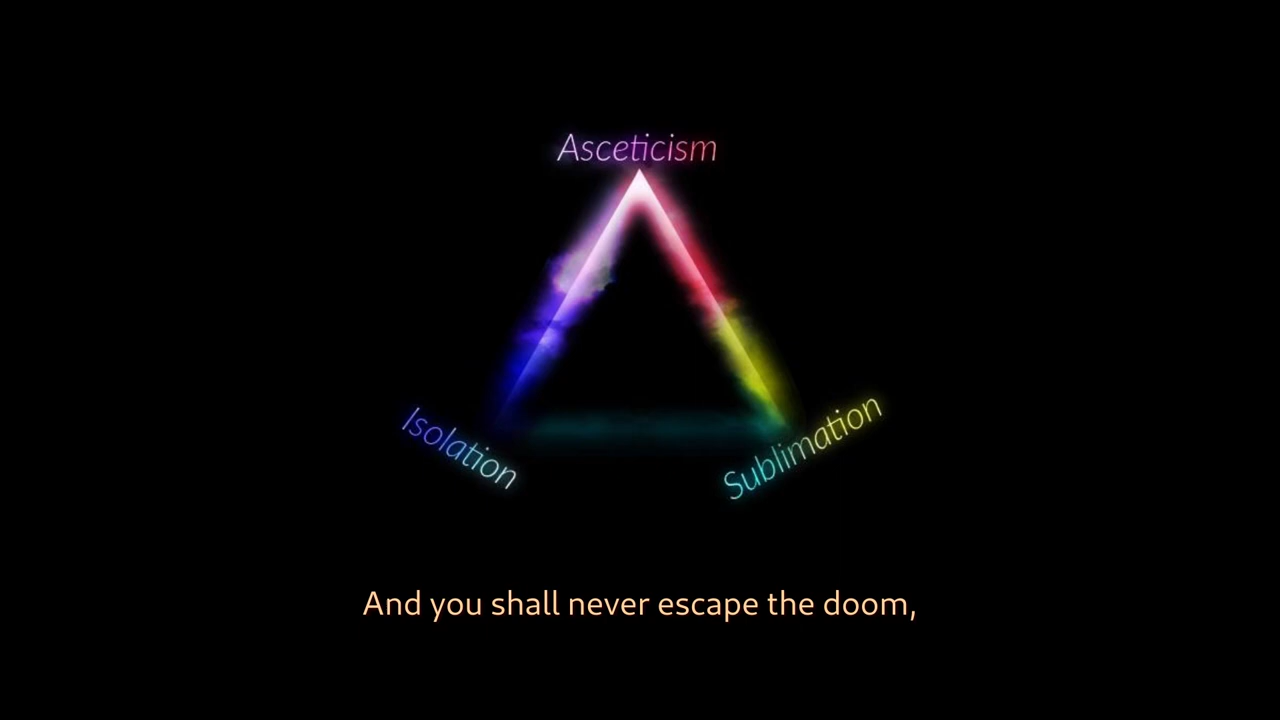 Asceticism
Isolation
Sublimation
And you shall never escape the doom,